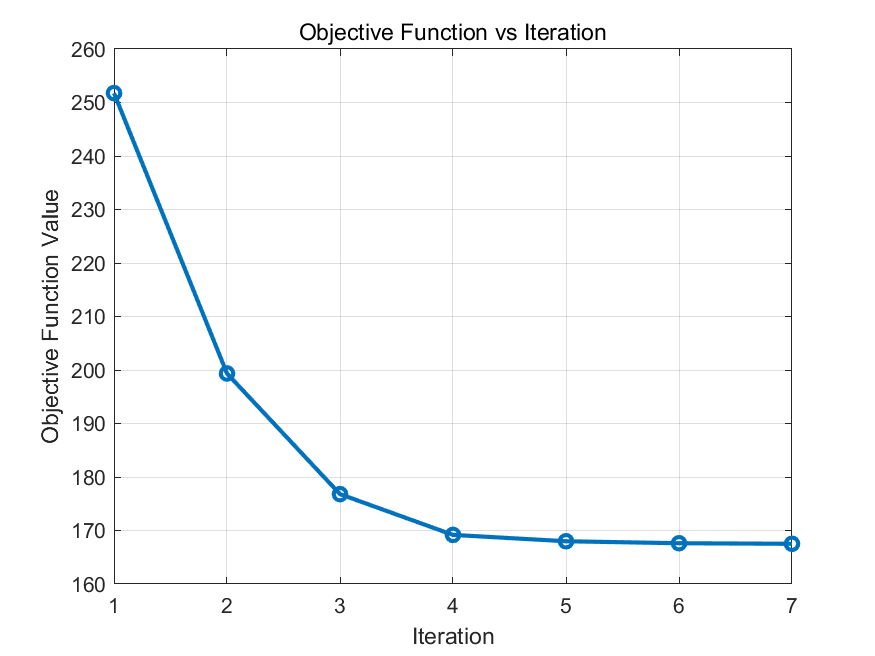 Objective Function vs Iteration
260
250
240
230
220
210
200
190
180
170
160
Objective Function Value
1 2 3 4 5 6 7
Iteration